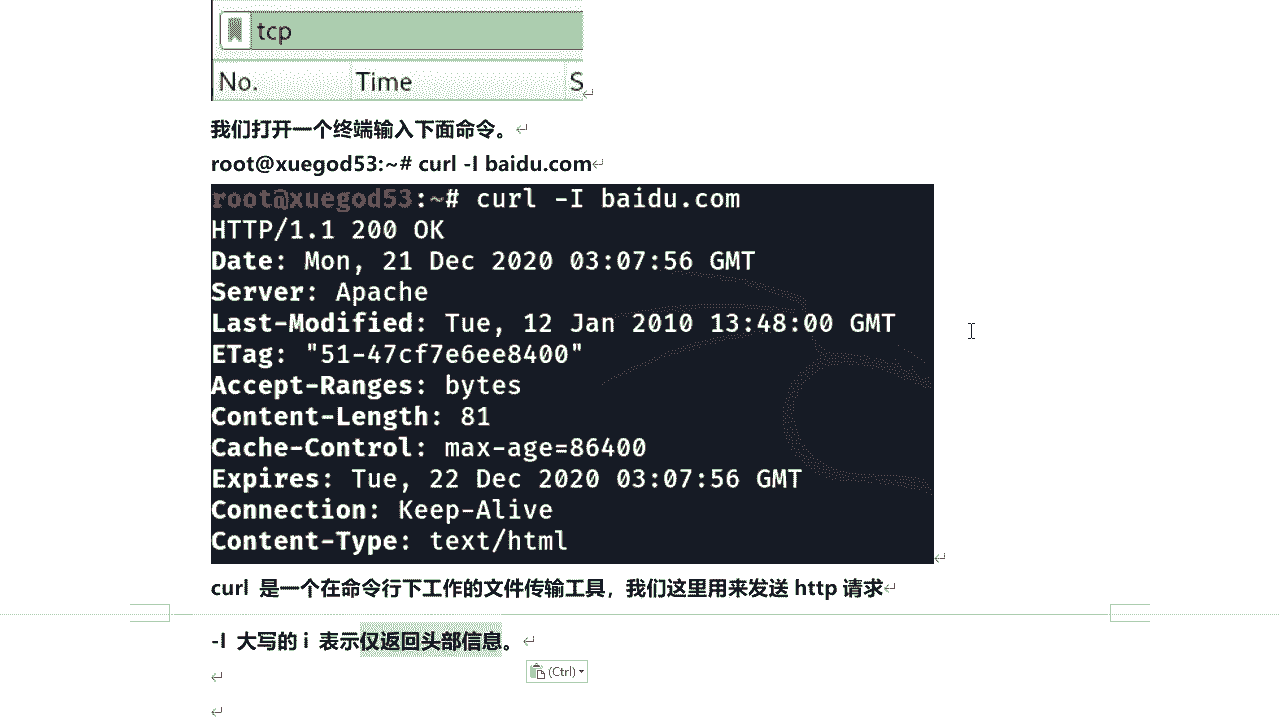 tcp
No. Time S
我们打开一个终端输入下面命令。
root@xuegod53:~# curl -I baidu.com
root@xuegod53:~# curl -I baidu.com
HTTP/1.1 200 OK
Date: Mon, 21 Dec 2020 03:07:56 GMT
Server: Apache
Last-Modified: Tue, 12 Jan 2010 13:48:00 GMT
ETag: "51-47cf7e6ee8400"
Accept-Ranges: bytes
Content-Length: 81
Cache-Control: max-age=86400
Expires: Tue, 22 Dec 2020 03:07:56 GMT
Connection: Keep-Alive
Content-Type: text/html
curl 是一个在命令行下工作的文件传输工具，我们这里用来发送 http 请求
-I 大写的 i 表示仅返回头部信息。
(Ctrl)